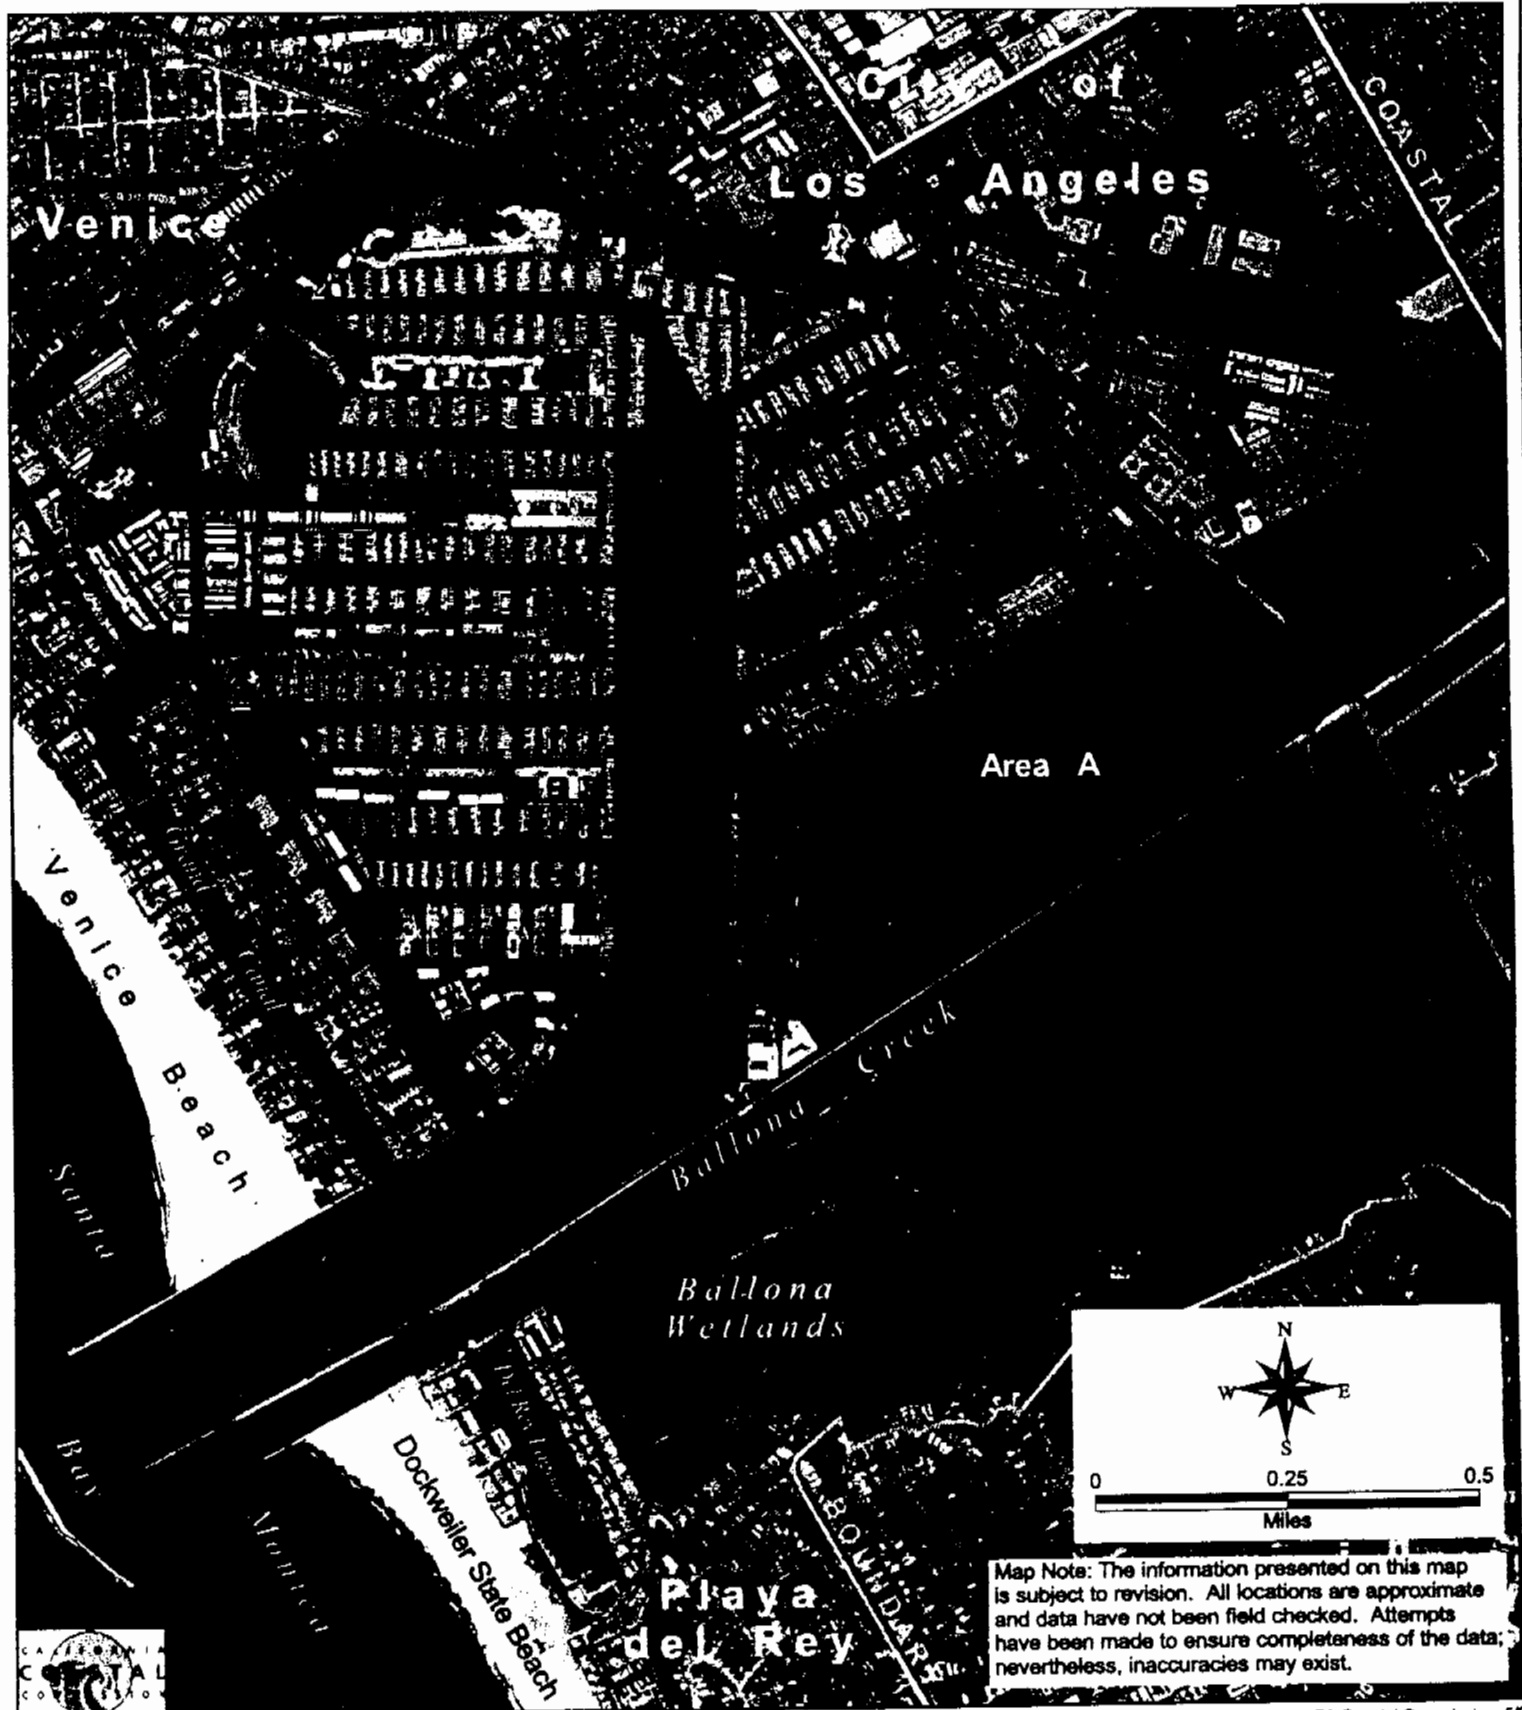 City of
Los Angeles
COASTAL
Venice
Area A
Venice Beach
Grand Canal
Ballona Creek
Santa
Ballona
Wetlands
N
W E
S
0 0.25 0.5
Miles
Bay
Monica
Dockweiler State Beach
Playa
del Rey
BOUNDARY
Map Note: The information presented on this map
is subject to revision. All locations are approximate
and data have not been field checked. Attempts
have been made to ensure completeness of the data;
nevertheless, inaccuracies may exist.
CALIFORNIA
COASTAL